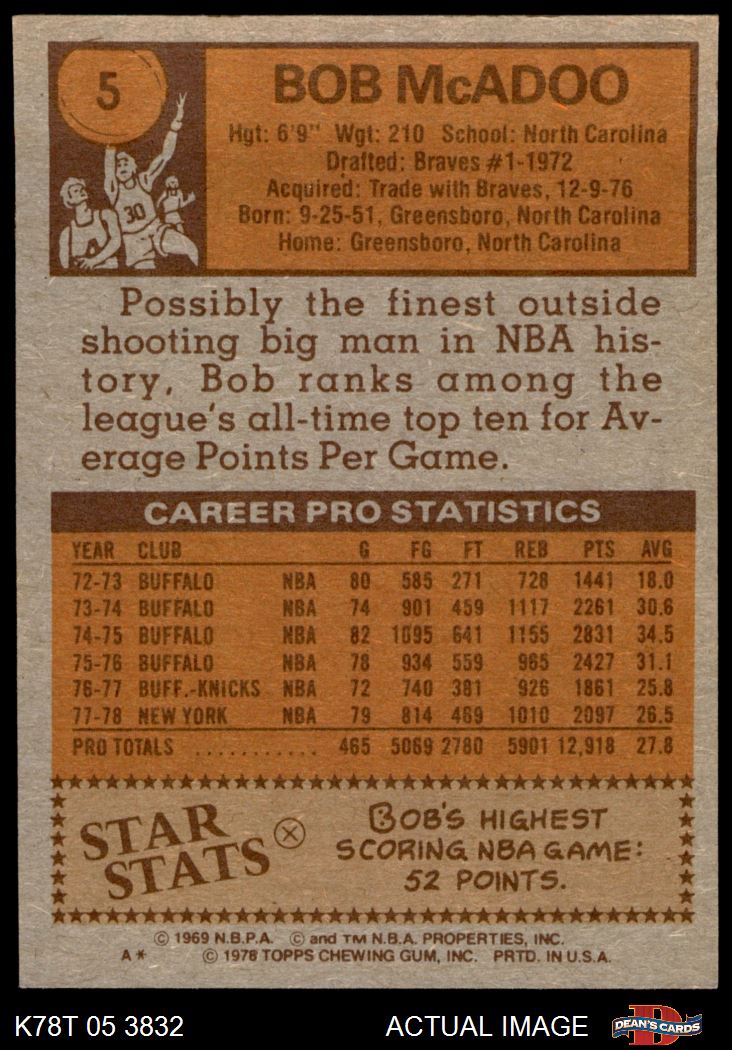 5
30
BOB McADOO
Hgt: 6'9" Wgt: 210 School: North Carolina
Drafted: Braves #1-1972
Acquired: Trade with Braves, 12-9-76
Born: 9-25-51, Greensboro, North Carolina
Home: Greensboro, North Carolina
Possibly the finest outside
shooting big man in NBA his-
tory, Bob ranks among the
league's all-time top ten for Av-
erage Points Per Game.
CAREER PRO STATISTICS
YEAR CLUB G FG FT REB PTS AVG
72-73 BUFFALO NBA 80 585 271 728 1441 18.0
73-74 BUFFALO NBA 74 901 459 1117 2261 30.6
74-75 BUFFALO NBA 82 1095 641 1155 2831 34.5
75-76 BUFFALO NBA 78 934 559 965 2427 31.1
76-77 BUFF.-KNICKS NBA 72 740 381 926 1861 25.8
77-78 NEW YORK NBA 79 814 469 1010 2097 26.5
PRO TOTALS ........... 465 5069 2780 5901 12,918 27.8
STAR
STATS
BOB'S HIGHEST
SCORING NBA GAME:
52 POINTS.
© 1969 N.B.P.A. © and TM N.B.A. PROPERTIES, INC.
A* © 1978 TOPPS CHEWING GUM, INC. PRTD. IN U.S.A.
K78T 05 3832 ACTUAL IMAGE D DEAN'S CARDS